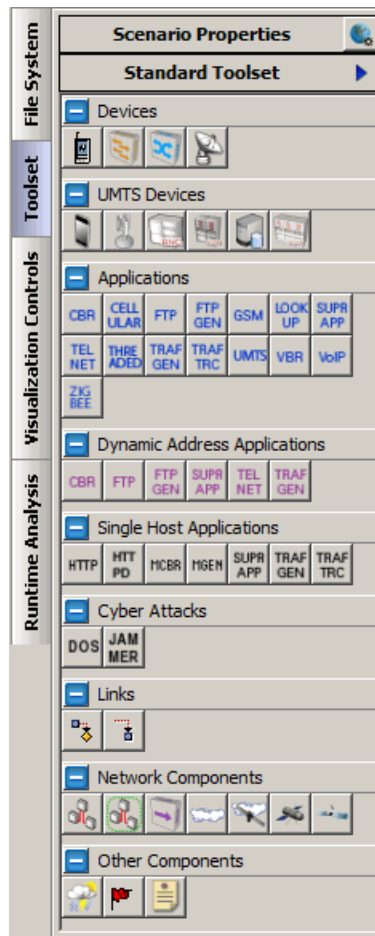 File System
Toolset
Visualization Controls
Runtime Analysis
Scenario Properties
Standard Toolset
Devices
UMTS Devices
RNC
Applications
CBR CELL ULAR FTP FTP GEN GSM LOOK UP SUPR APP
TEL NET THRE ADED TRAF GEN TRAF TRC UMTS VBR VoIP
ZIG BEE
Dynamic Address Applications
CBR FTP FTP GEN SUPR APP TEL NET TRAF GEN
Single Host Applications
HTTP HTT PD MCBR MGEN SUPR APP TRAF GEN TRAF TRC
Cyber Attacks
DOS JAM MER
Links
Network Components
Other Components